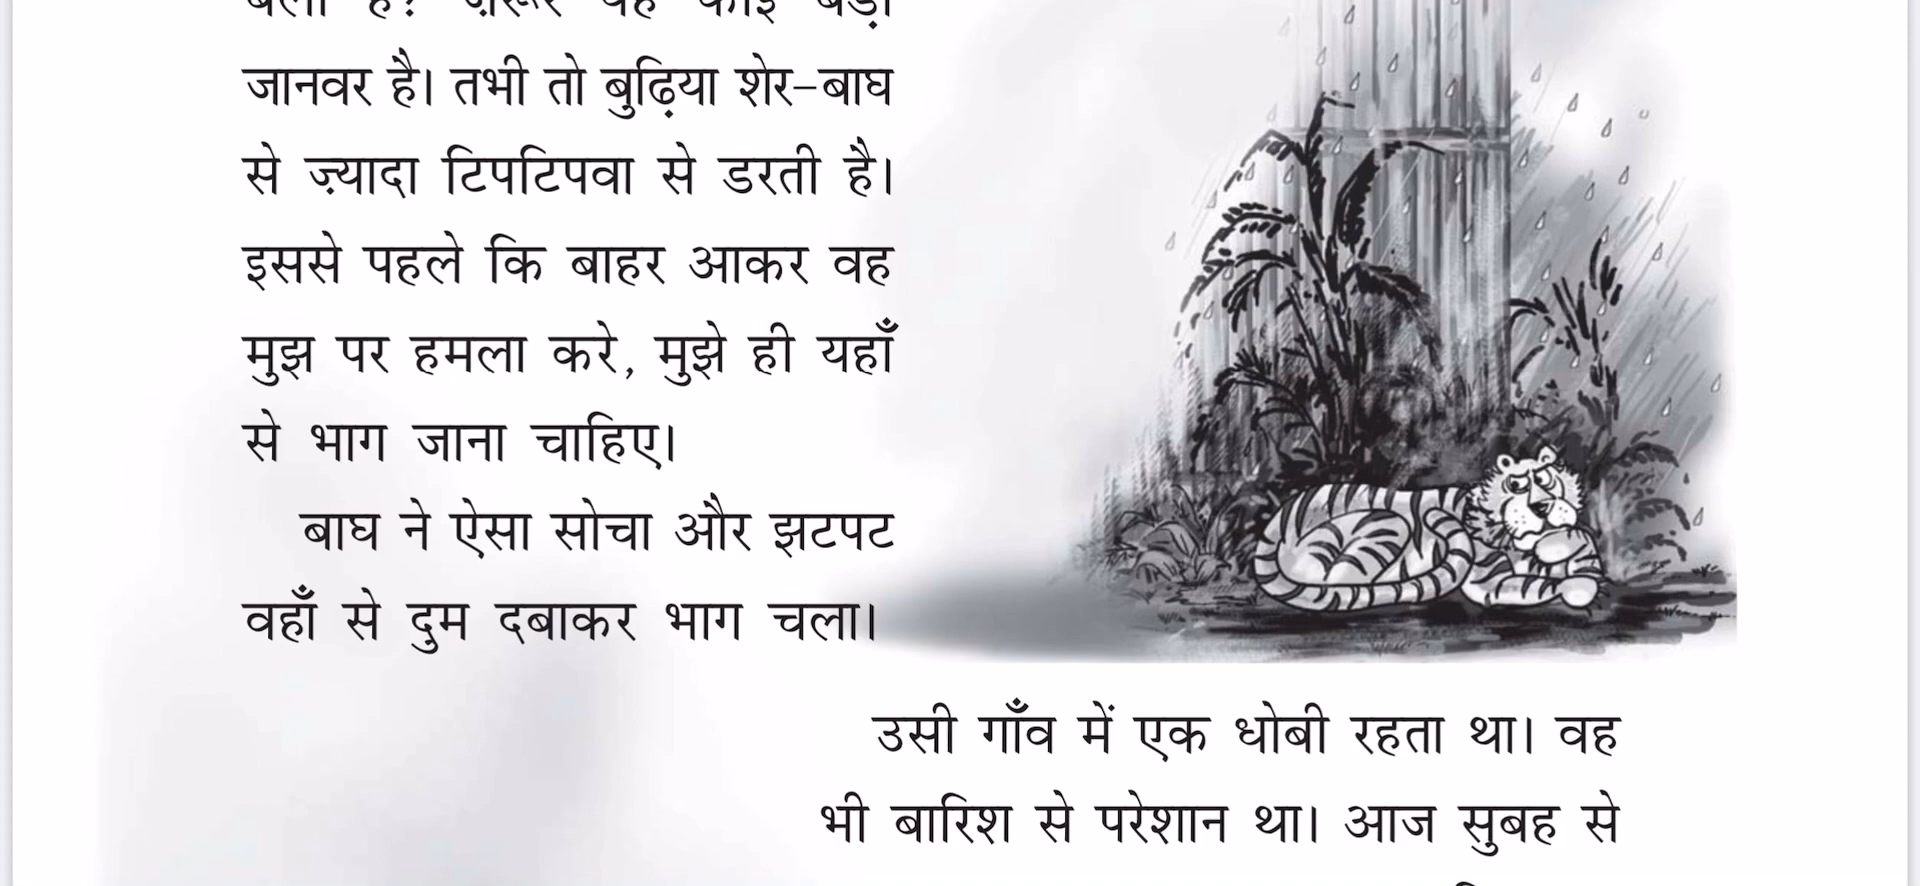 जानवर है। तभी तो बुढ़िया शेर-बाघ
से ज़्यादा टिपटिपवा से डरती है।
इससे पहले कि बाहर आकर वह
मुझ पर हमला करे, मुझे ही यहाँ
से भाग जाना चाहिए।
बाघ ने ऐसा सोचा और झटपट
वहाँ से दुम दबाकर भाग चला।
उसी गाँव में एक धोबी रहता था। वह
भी बारिश से परेशान था। आज सुबह से